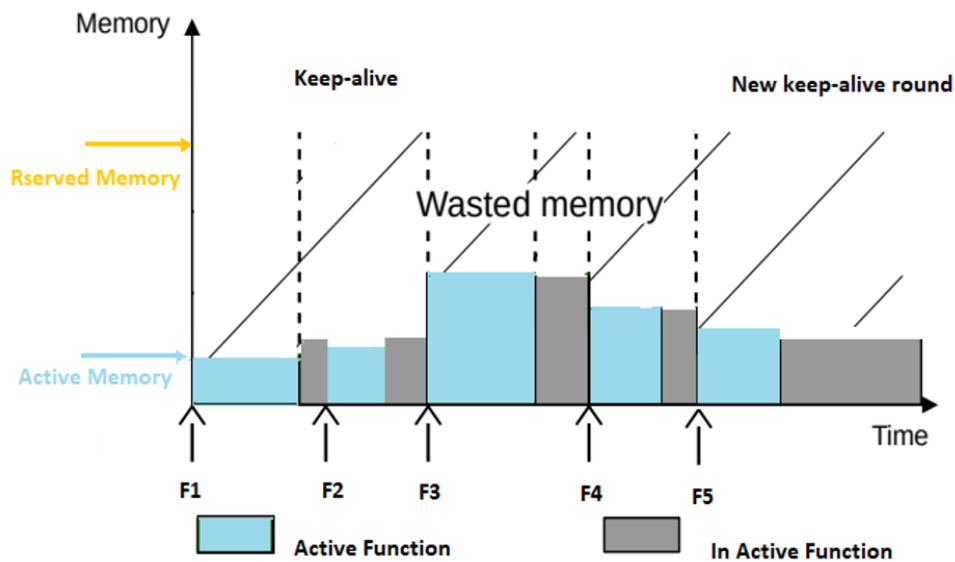 Memory
Keep-alive
New keep-alive round
Rserved Memory
Wasted memory
Active Memory
Time
F1
F2
F3
F4
F5
Active Function
In Active Function